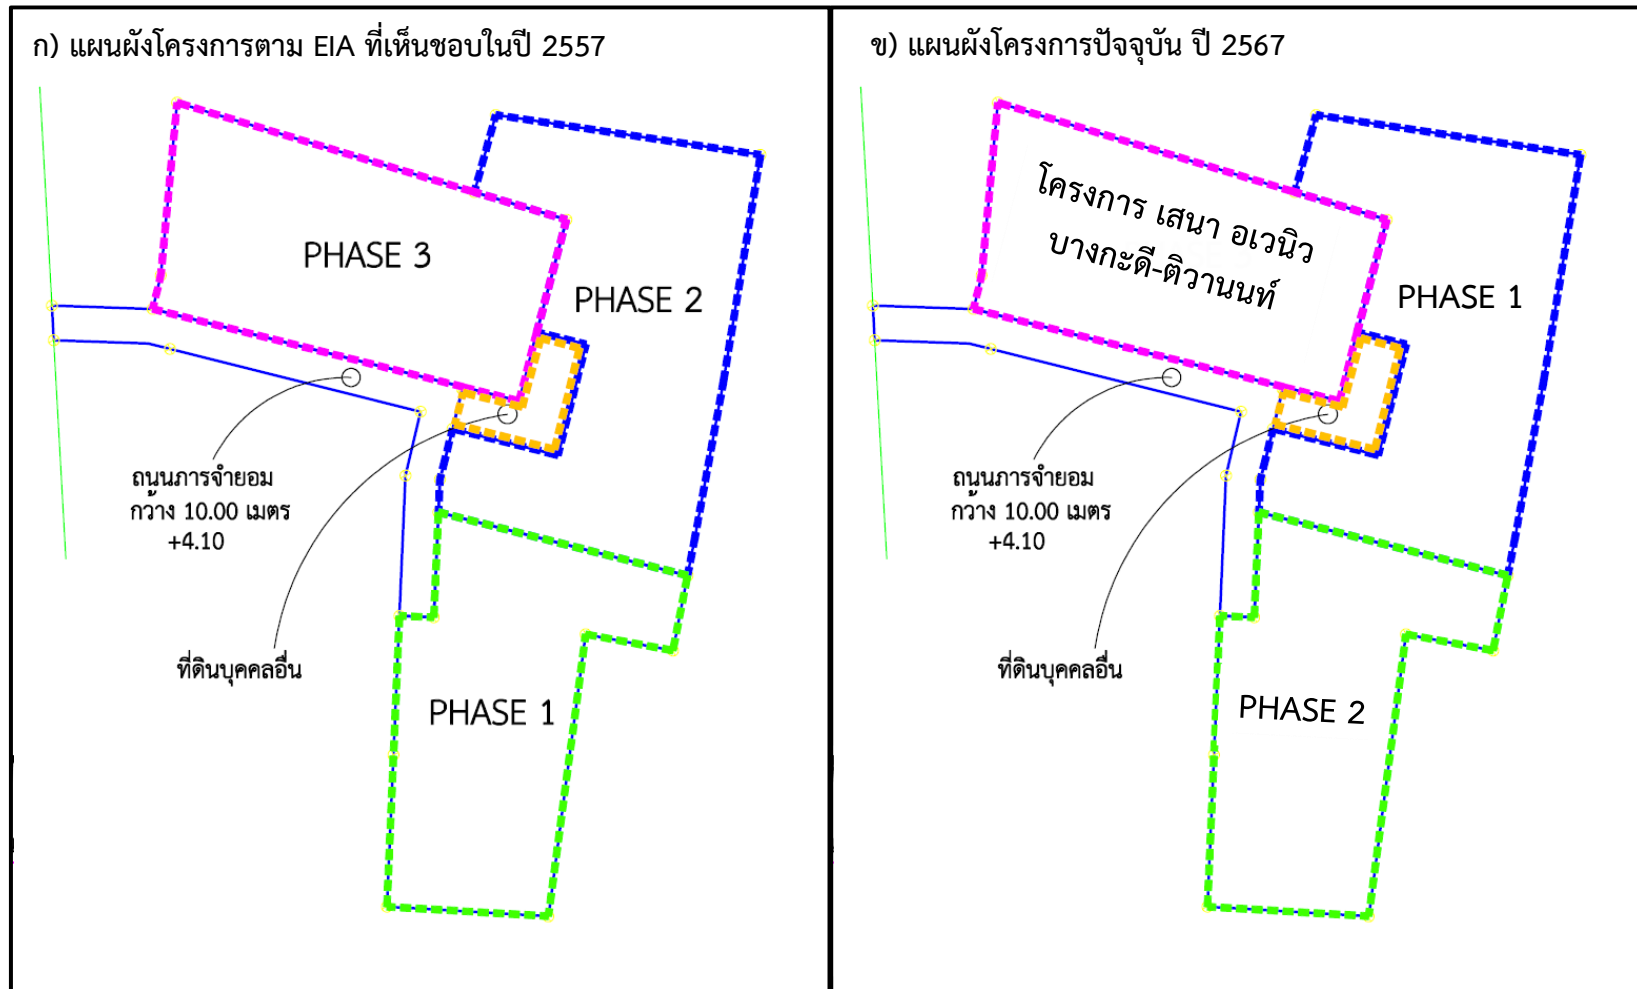 ก) แผนผังโครงการตาม EIA ที่เห็นชอบในปี 2557
PHASE 3
PHASE 2
ถนนภารจำยอม
กว้าง 10.00 เมตร
+4.10
ที่ดินบุคคลอื่น
PHASE 1
ข) แผนผังโครงการปัจจุบัน ปี 2567
โครงการ เสนา อเวนิว
บางกะดี-ติวานนท์
PHASE 1
ถนนภารจำยอม
กว้าง 10.00 เมตร
+4.10
ที่ดินบุคคลอื่น
PHASE 2